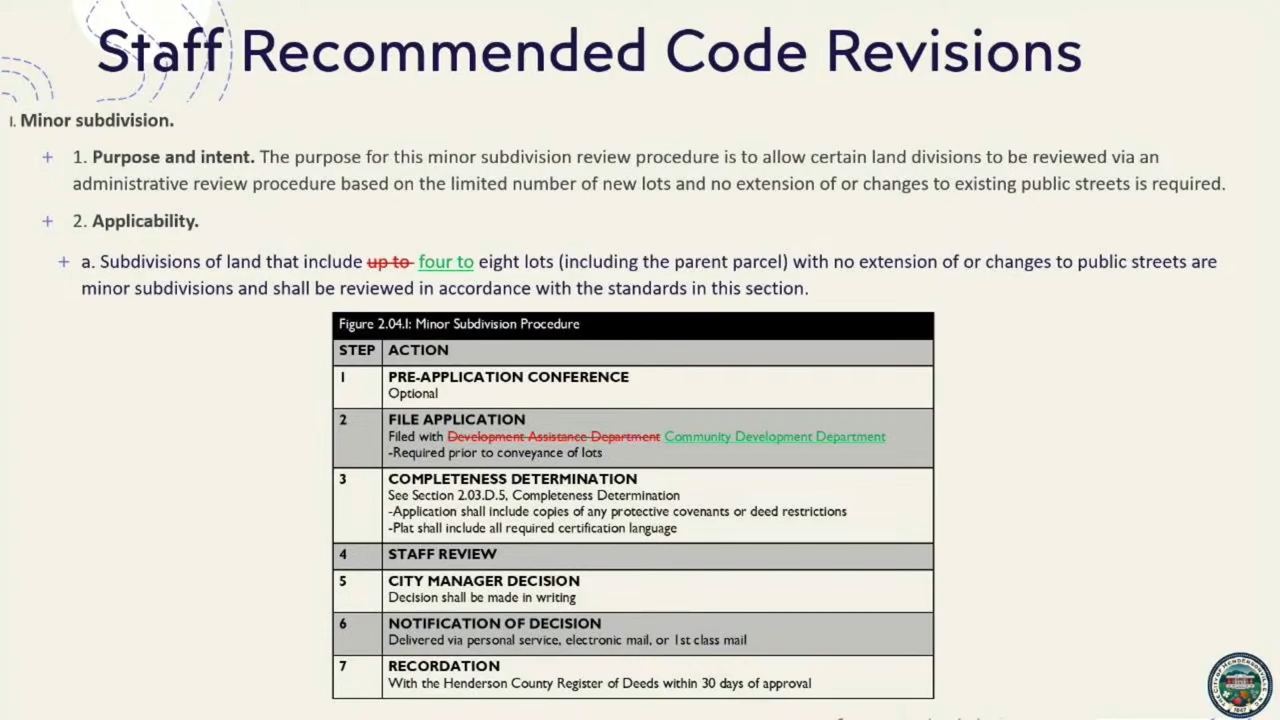 Staff Recommended Code Revisions
I. Minor subdivision.
+ 1. Purpose and intent. The purpose for this minor subdivision review procedure is to allow certain land divisions to be reviewed via an
administrative review procedure based on the limited number of new lots and no extension of or changes to existing public streets is required.
+ 2. Applicability.
+ a. Subdivisions of land that include up to four to eight lots (including the parent parcel) with no extension of or changes to public streets are
minor subdivisions and shall be reviewed in accordance with the standards in this section.
Figure 2.04.I: Minor Subdivision Procedure
STEP ACTION
1 PRE-APPLICATION CONFERENCE
Optional
2 FILE APPLICATION
Filed with Development Assistance Department Community Development Department
-Required prior to conveyance of lots
3 COMPLETENESS DETERMINATION
See Section 2.03.D.5, Completeness Determination
-Application shall include copies of any protective covenants or deed restrictions
-Plat shall include all required certification language
4 STAFF REVIEW
5 CITY MANAGER DECISION
Decision shall be made in writing
6 NOTIFICATION OF DECISION
Delivered via personal service, electronic mail, or 1st class mail
7 RECORDATION
With the Henderson County Register of Deeds within 30 days of approval